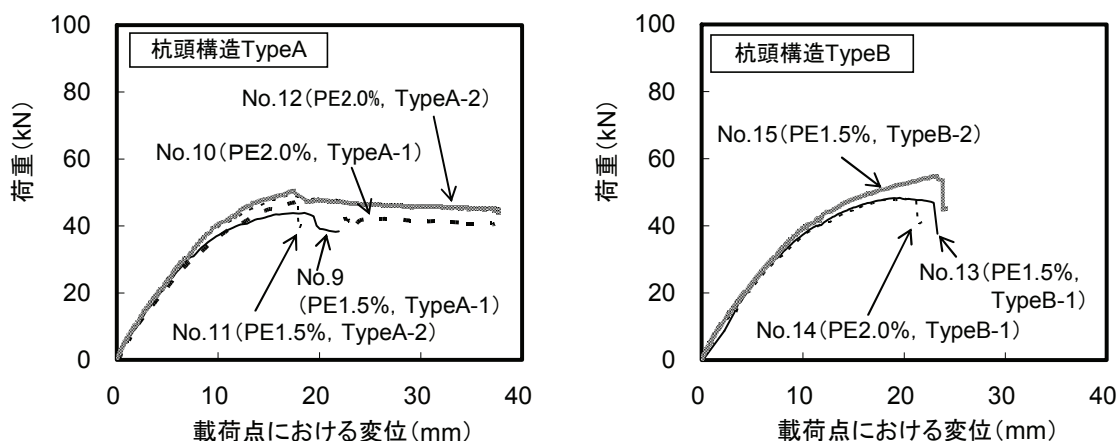 杭頭構造TypeA
No.12(PE2.0%, TypeA-2)
No.10(PE2.0%, TypeA-1)
No.9
(PE1.5%, TypeA-1)
No.11(PE1.5%, TypeA-2)
荷重(kN)
100
80
60
40
20
0
0 10 20 30 40
載荷点における変位(mm)
杭頭構造TypeB
No.15(PE1.5%, TypeB-2)
No.13(PE1.5%,
TypeB-1)
No.14(PE2.0%, TypeB-1)
荷重(kN)
100
80
60
40
20
0
0 10 20 30 40
載荷点における変位(mm)